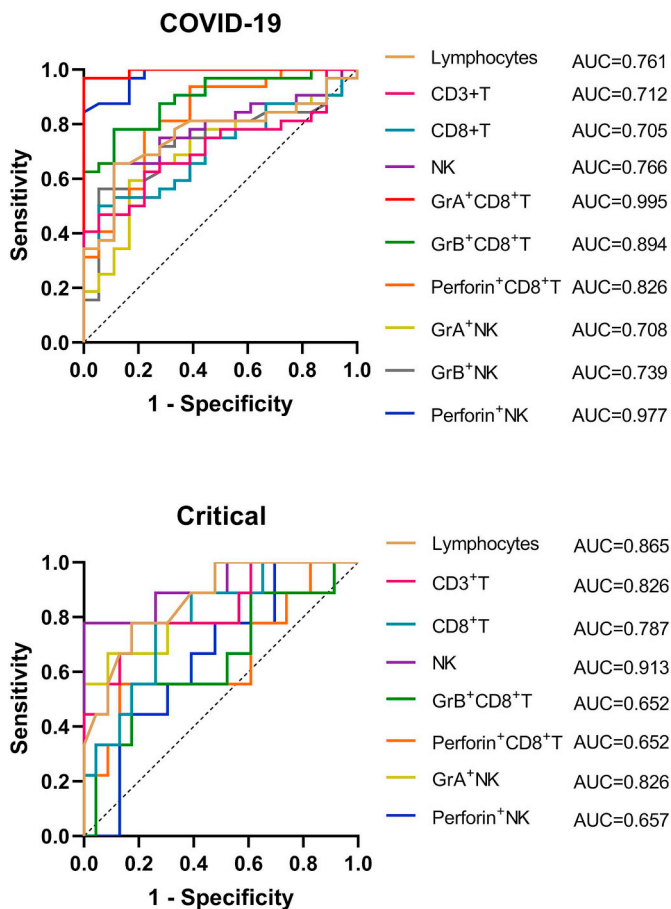 COVID-19
Sensitivity
1.0
0.8
0.6
0.4
0.2
0.0
0.0 0.2 0.4 0.6 0.8 1.0
1 - Specificity
Lymphocytes AUC=0.761
CD3+T AUC=0.712
CD8+T AUC=0.705
NK AUC=0.766
GrA⁺CD8⁺T AUC=0.995
GrB⁺CD8⁺T AUC=0.894
Perforin⁺CD8⁺T AUC=0.826
GrA⁺NK AUC=0.708
GrB⁺NK AUC=0.739
Perforin⁺NK AUC=0.977
Critical
Sensitivity
1.0
0.8
0.6
0.4
0.2
0.0
0.0 0.2 0.4 0.6 0.8 1.0
1 - Specificity
Lymphocytes AUC=0.865
CD3⁺T AUC=0.826
CD8⁺T AUC=0.787
NK AUC=0.913
GrB⁺CD8⁺T AUC=0.652
Perforin⁺CD8⁺T AUC=0.652
GrA⁺NK AUC=0.826
Perforin⁺NK AUC=0.657